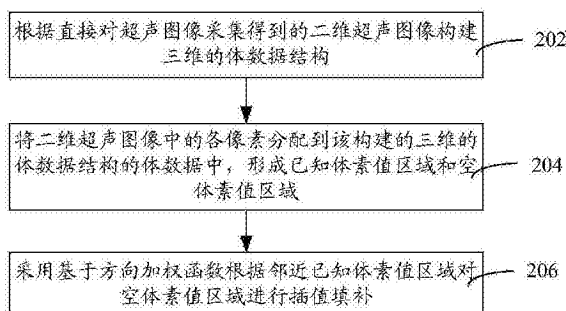 根据直接对超声图像采集得到的二维超声图像构建
三维的体数据结构
202
将二维超声图像中的各像素分配到该构建的三维的
体数据结构的体数据中，形成已知体素值区域和空
体素值区域
204
采用基于方向加权函数根据邻近已知体素值区域对
空体素值区域进行插值填补
206